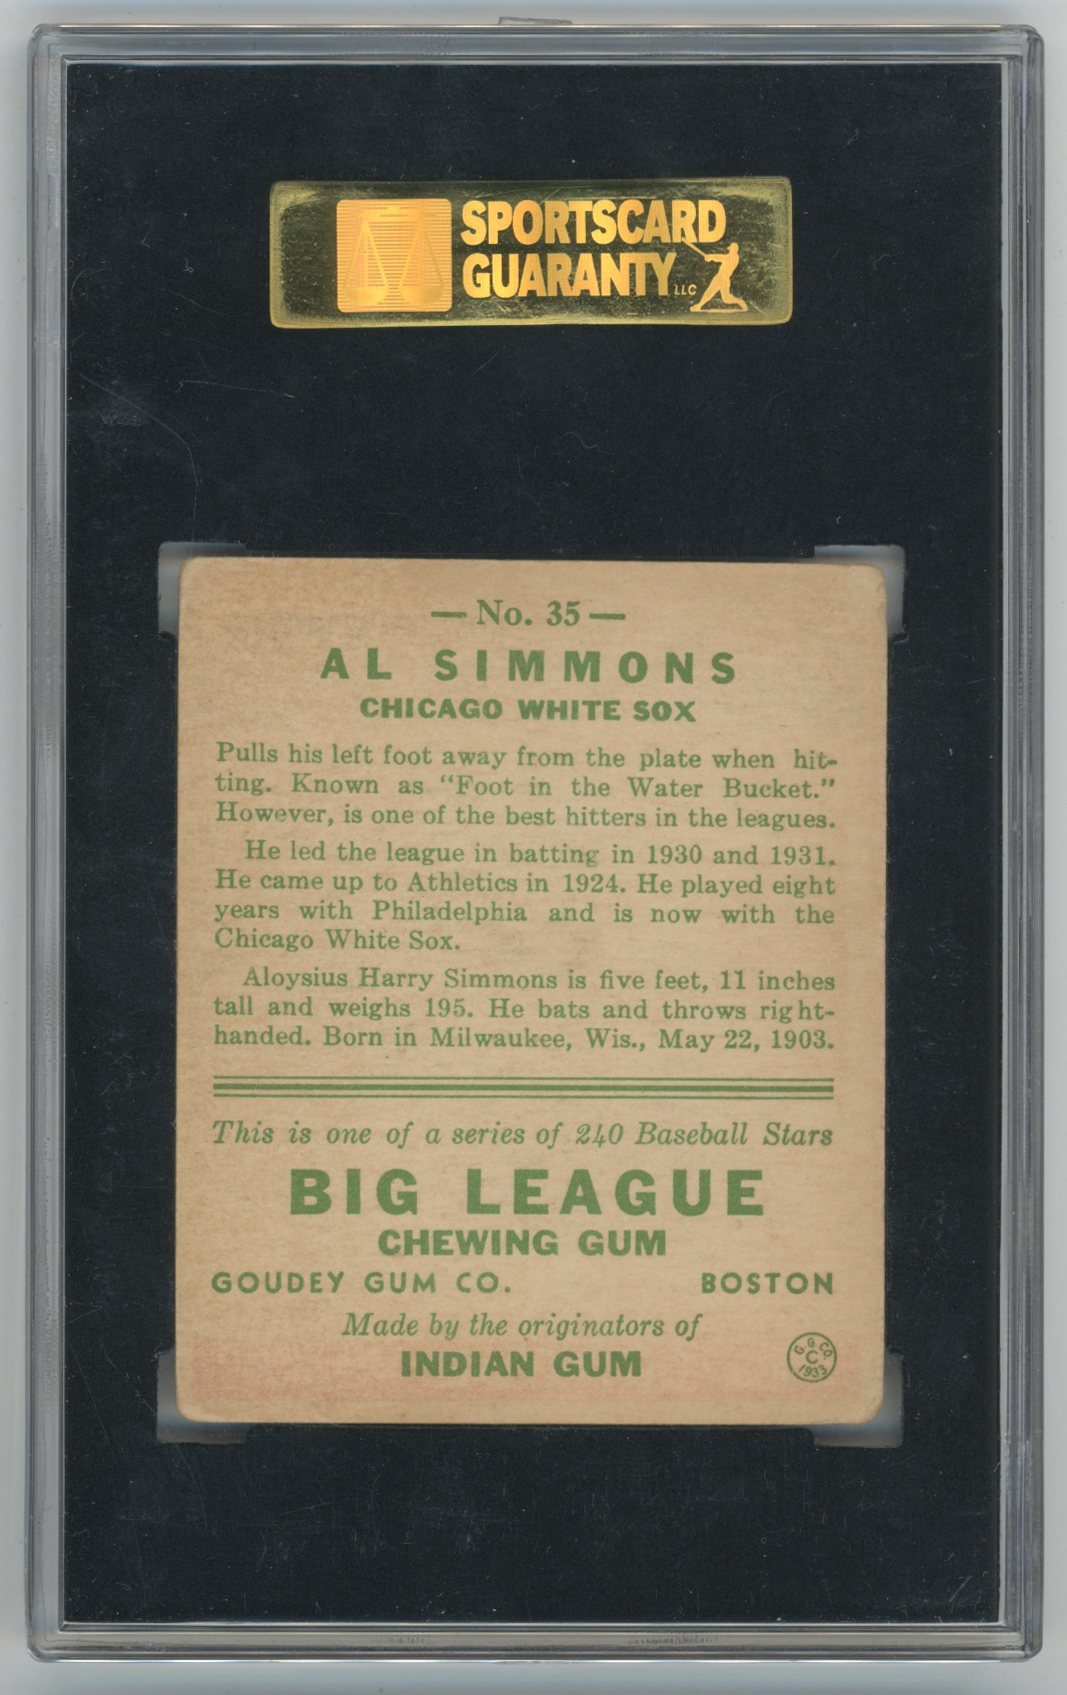 SPORTSCARD
GUARANTY LLC
— No. 35 —
AL SIMMONS
CHICAGO WHITE SOX
Pulls his left foot away from the plate when hit-
ting. Known as "Foot in the Water Bucket."
However, is one of the best hitters in the leagues.
He led the league in batting in 1930 and 1931.
He came up to Athletics in 1924. He played eight
years with Philadelphia and is now with the
Chicago White Sox.
Aloysius Harry Simmons is five feet, 11 inches
tall and weighs 195. He bats and throws right-
handed. Born in Milwaukee, Wis., May 22, 1903.
This is one of a series of 240 Baseball Stars
BIG LEAGUE
CHEWING GUM
GOUDEY GUM CO. BOSTON
Made by the originators of
INDIAN GUM
G. G. CO.
C
1933